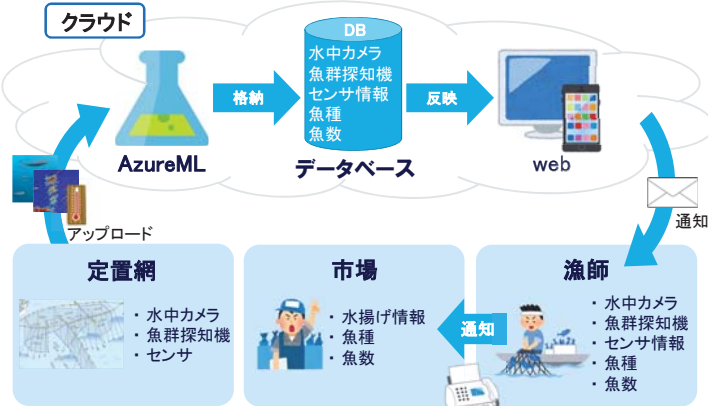 クラウド
DB
水中カメラ
魚群探知機
センサ情報
魚種
魚数
格納
反映
AzureML
データベース
web
アップロード
通知
定置網
・水中カメラ
・魚群探知機
・センサ
市場
・水揚げ情報
・魚種
・魚数
通知
漁師
・水中カメラ
・魚群探知機
・センサ情報
・魚種
・魚数